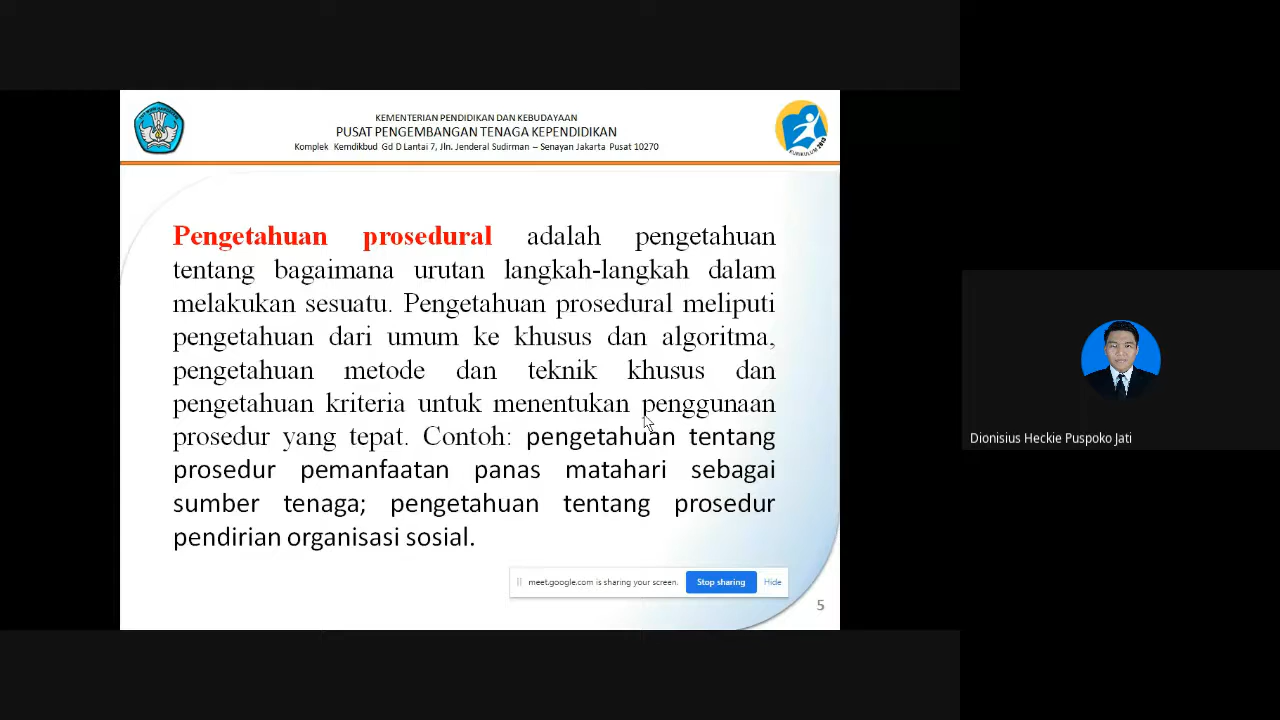 KEMENTERIAN PENDIDIKAN DAN KEBUDAYAAN
PUSAT PENGEMBANGAN TENAGA KEPENDIDIKAN
Komplek Kemdikbud Gd D Lantai 7, Jln. Jenderal Sudirman – Senayan Jakarta Pusat 10270
KURIKULUM 2013
Pengetahuan prosedural adalah pengetahuan
tentang bagaimana urutan langkah-langkah dalam
melakukan sesuatu. Pengetahuan prosedural meliputi
pengetahuan dari umum ke khusus dan algoritma,
pengetahuan metode dan teknik khusus dan
pengetahuan kriteria untuk menentukan penggunaan
prosedur yang tepat. Contoh: pengetahuan tentang
prosedur pemanfaatan panas matahari sebagai
sumber tenaga; pengetahuan tentang prosedur
pendirian organisasi sosial.
meet.google.com is sharing your screen. Stop sharing Hide
5
Dionisius Heckie Puspoko Jati